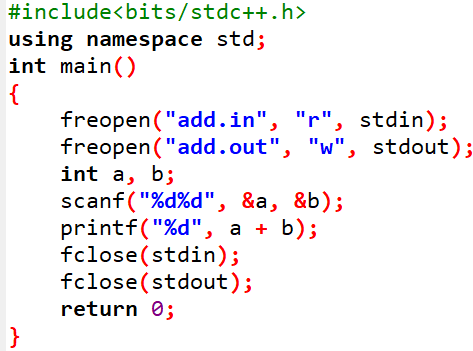 #include<bits/stdc++.h>
using namespace std;
int main()
{
    freopen("add.in", "r", stdin);
    freopen("add.out", "w", stdout);
    int a, b;
    scanf("%d%d", &a, &b);
    printf("%d", a + b);
    fclose(stdin);
    fclose(stdout);
    return 0;
}